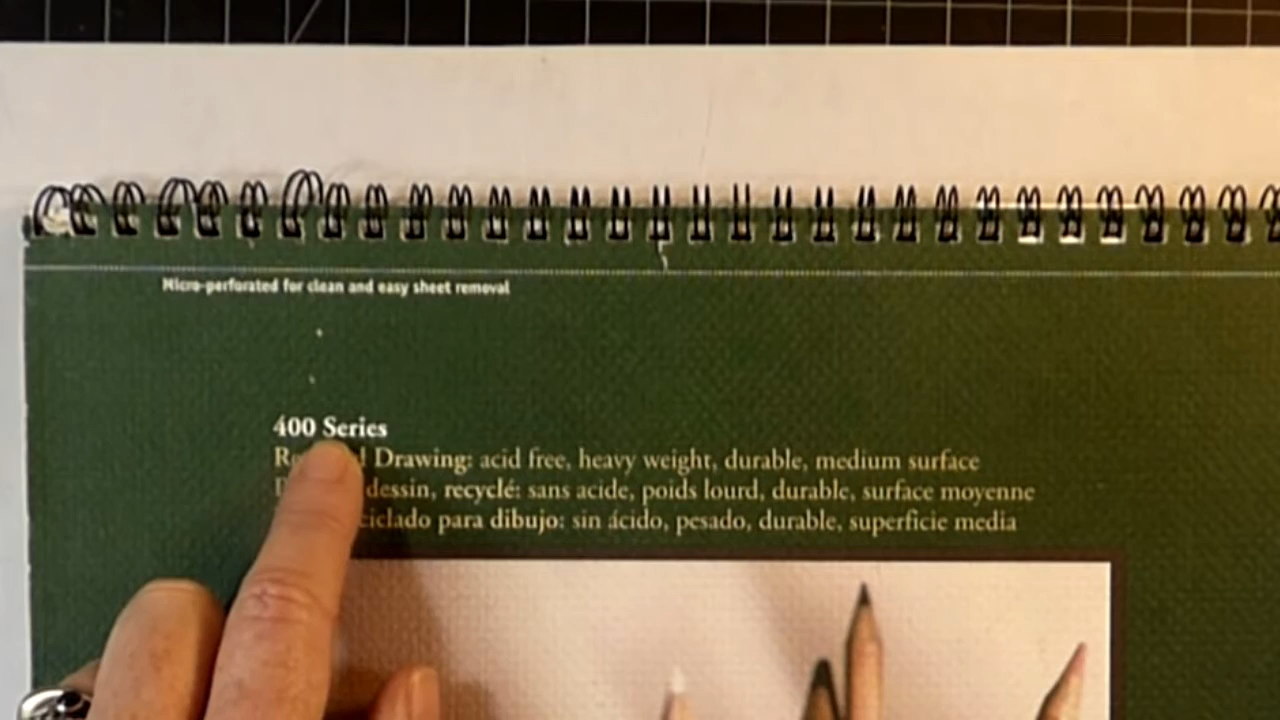 Micro-perforated for clean and easy sheet removal
400 Series
Drawing: acid free, heavy weight, durable, medium surface
dessin, recyclé: sans acide, poids lourd, durable, surface moyenne
para dibujo: sin ácido, pesado, durable, superficie media